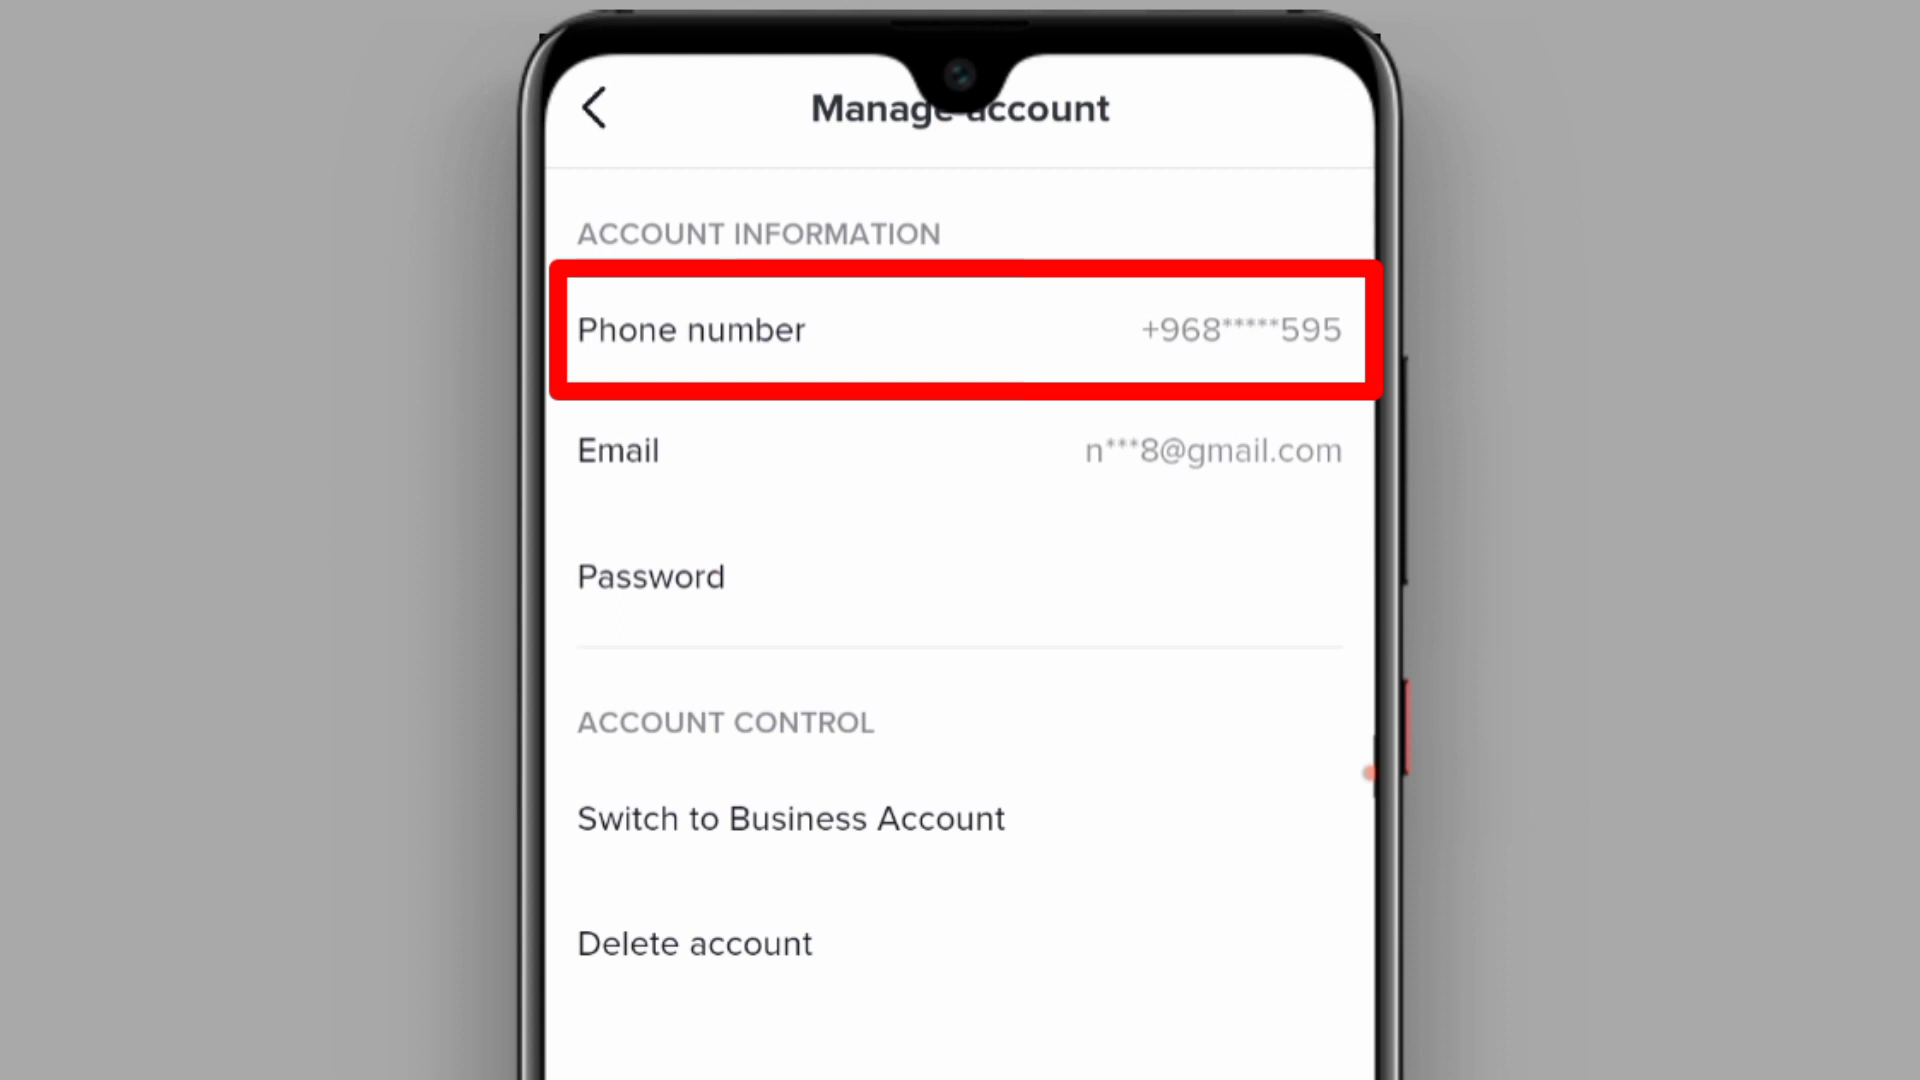 Manage account
ACCOUNT INFORMATION
Phone number +968*****595
Email n***8@gmail.com
Password
ACCOUNT CONTROL
Switch to Business Account
Delete account